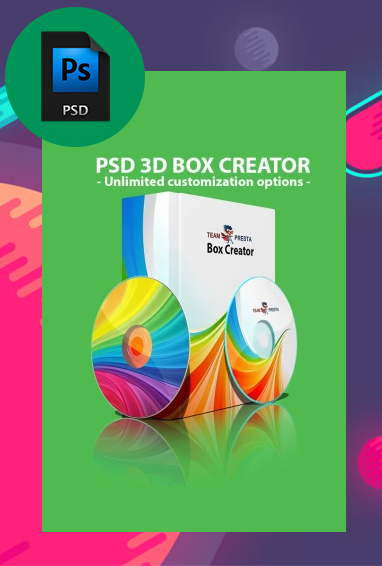 Ps
PSD
PSD 3D BOX CREATOR
- Unlimited customization options -
TEAM PRESTA
Box Creator
TEAM PRESTA